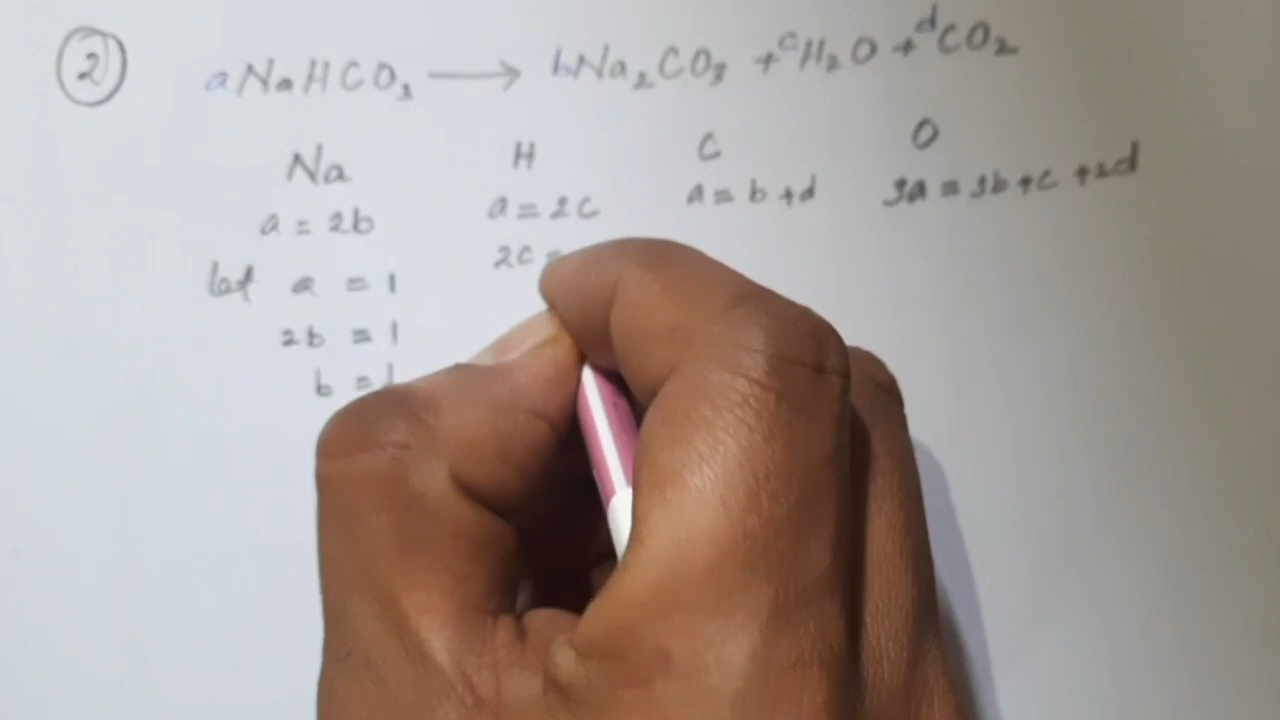 2 aNaHCO₃ ⟶ bNa₂CO₃ + cH₂O + dCO₂
Na H C O
a = 2b a = 2c a = b + d 3a = 3b + c + 2d
let a = 1 2c =
2b = 1
b = 1